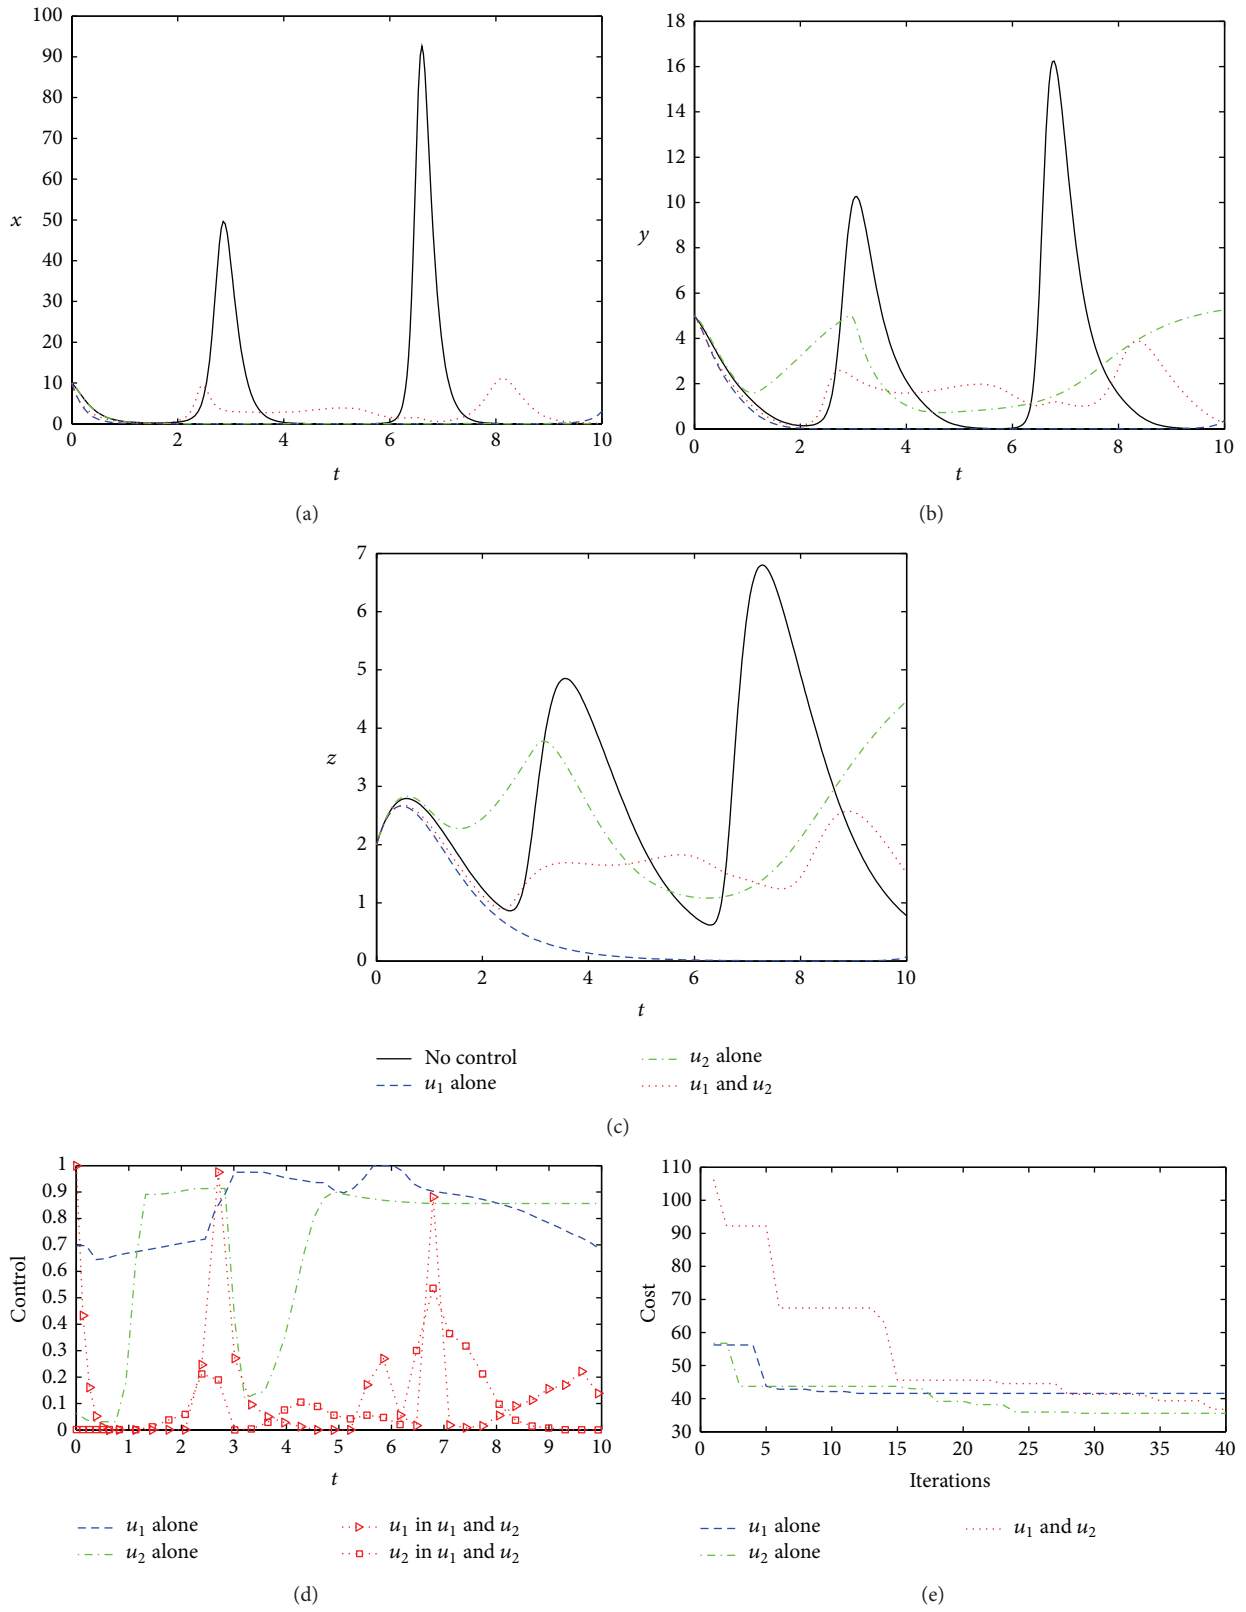 100
90
80
70
60
50
40
30
20
10
0
x
0 2 4 6 8 10
t
(a)
18
16
14
12
10
8
6
4
2
0
y
0 2 4 6 8 10
t
(b)
7
6
5
4
3
2
1
0
z
0 2 4 6 8 10
t
No control
u1 alone
u2 alone
u1 and u2
(c)
1
0.9
0.8
0.7
0.6
0.5
0.4
0.3
0.2
0.1
0
Control
0 1 2 3 4 5 6 7 8 9 10
t
u1 alone
u2 alone
u1 in u1 and u2
u2 in u1 and u2
(d)
110
100
90
80
70
60
50
40
30
Cost
0 5 10 15 20 25 30 35 40
Iterations
u1 alone
u2 alone
u1 and u2
(e)